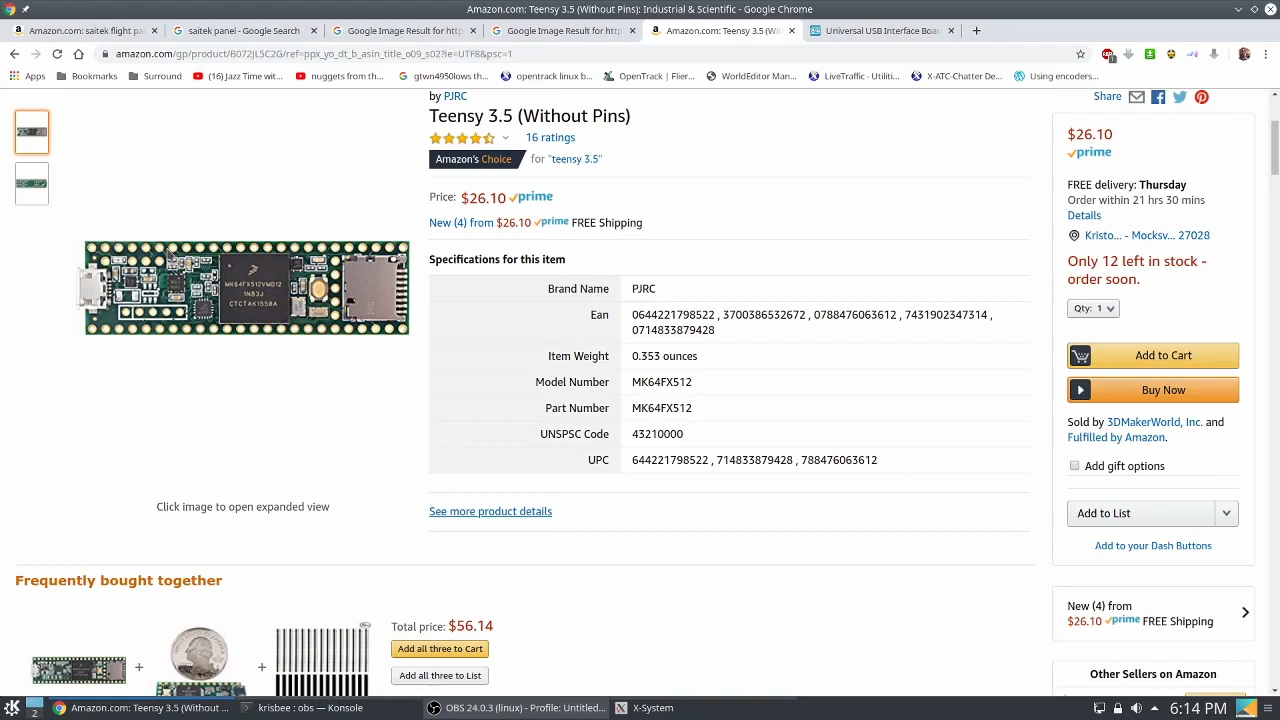 Amazon.com: Teensy 3.5 (Without Pins): Industrial & Scientific - Google Chrome
Amazon.com: saitek flight pa
saitek panel - Google Search
Google Image Result for http
Google Image Result for http
Amazon.com: Teensy 3.5 (Wit
Universal USB Interface Boar
amazon.com/gp/product/B072JL5C2G/ref=ppx_yo_dt_b_asin_title_o09_s02?ie=UTF8&psc=1
Apps
Bookmarks
Surround
(16) Jazz Time wit...
nuggets from th...
gtwn4950lows th...
opentrack linux b...
OpenTrack | Flier...
WorldEditor Man...
LiveTraffic - Utiliti...
X-ATC-Chatter De...
Using encoders...
by PJRC
Teensy 3.5 (Without Pins)
16 ratings
Amazon's Choice for "teensy 3.5"
Price: $26.10 prime
New (4) from $26.10 prime FREE Shipping
Specifications for this item
Brand Name PJRC
Ean 0644221798522 , 3700386532672 , 0788476063612 , 7431902347314 ,
0714833879428
Item Weight 0.353 ounces
Model Number MK64FX512
Part Number MK64FX512
UNSPSC Code 43210000
UPC 644221798522 , 714833879428 , 788476063612
See more product details
MK64FX512VMD12
1N83J
CTCTAK1558A
Click image to open expanded view
Share
$26.10
prime
FREE delivery: Thursday
Order within 21 hrs 30 mins
Details
Kristo... - Mocksv... 27028
Only 12 left in stock -
order soon.
Qty: 1
Add to Cart
Buy Now
Sold by 3DMakerWorld, Inc. and
Fulfilled by Amazon.
Add gift options
Add to List
Add to your Dash Buttons
New (4) from
$26.10 prime FREE Shipping
Other Sellers on Amazon
Frequently bought together
+
+
Total price: $56.14
Add all three to Cart
Add all three to List
2
Amazon.com: Teensy 3.5 (Without ...
krisbee : obs — Konsole
OBS 24.0.3 (linux) - Profile: Untitled...
X-System
6:14 PM